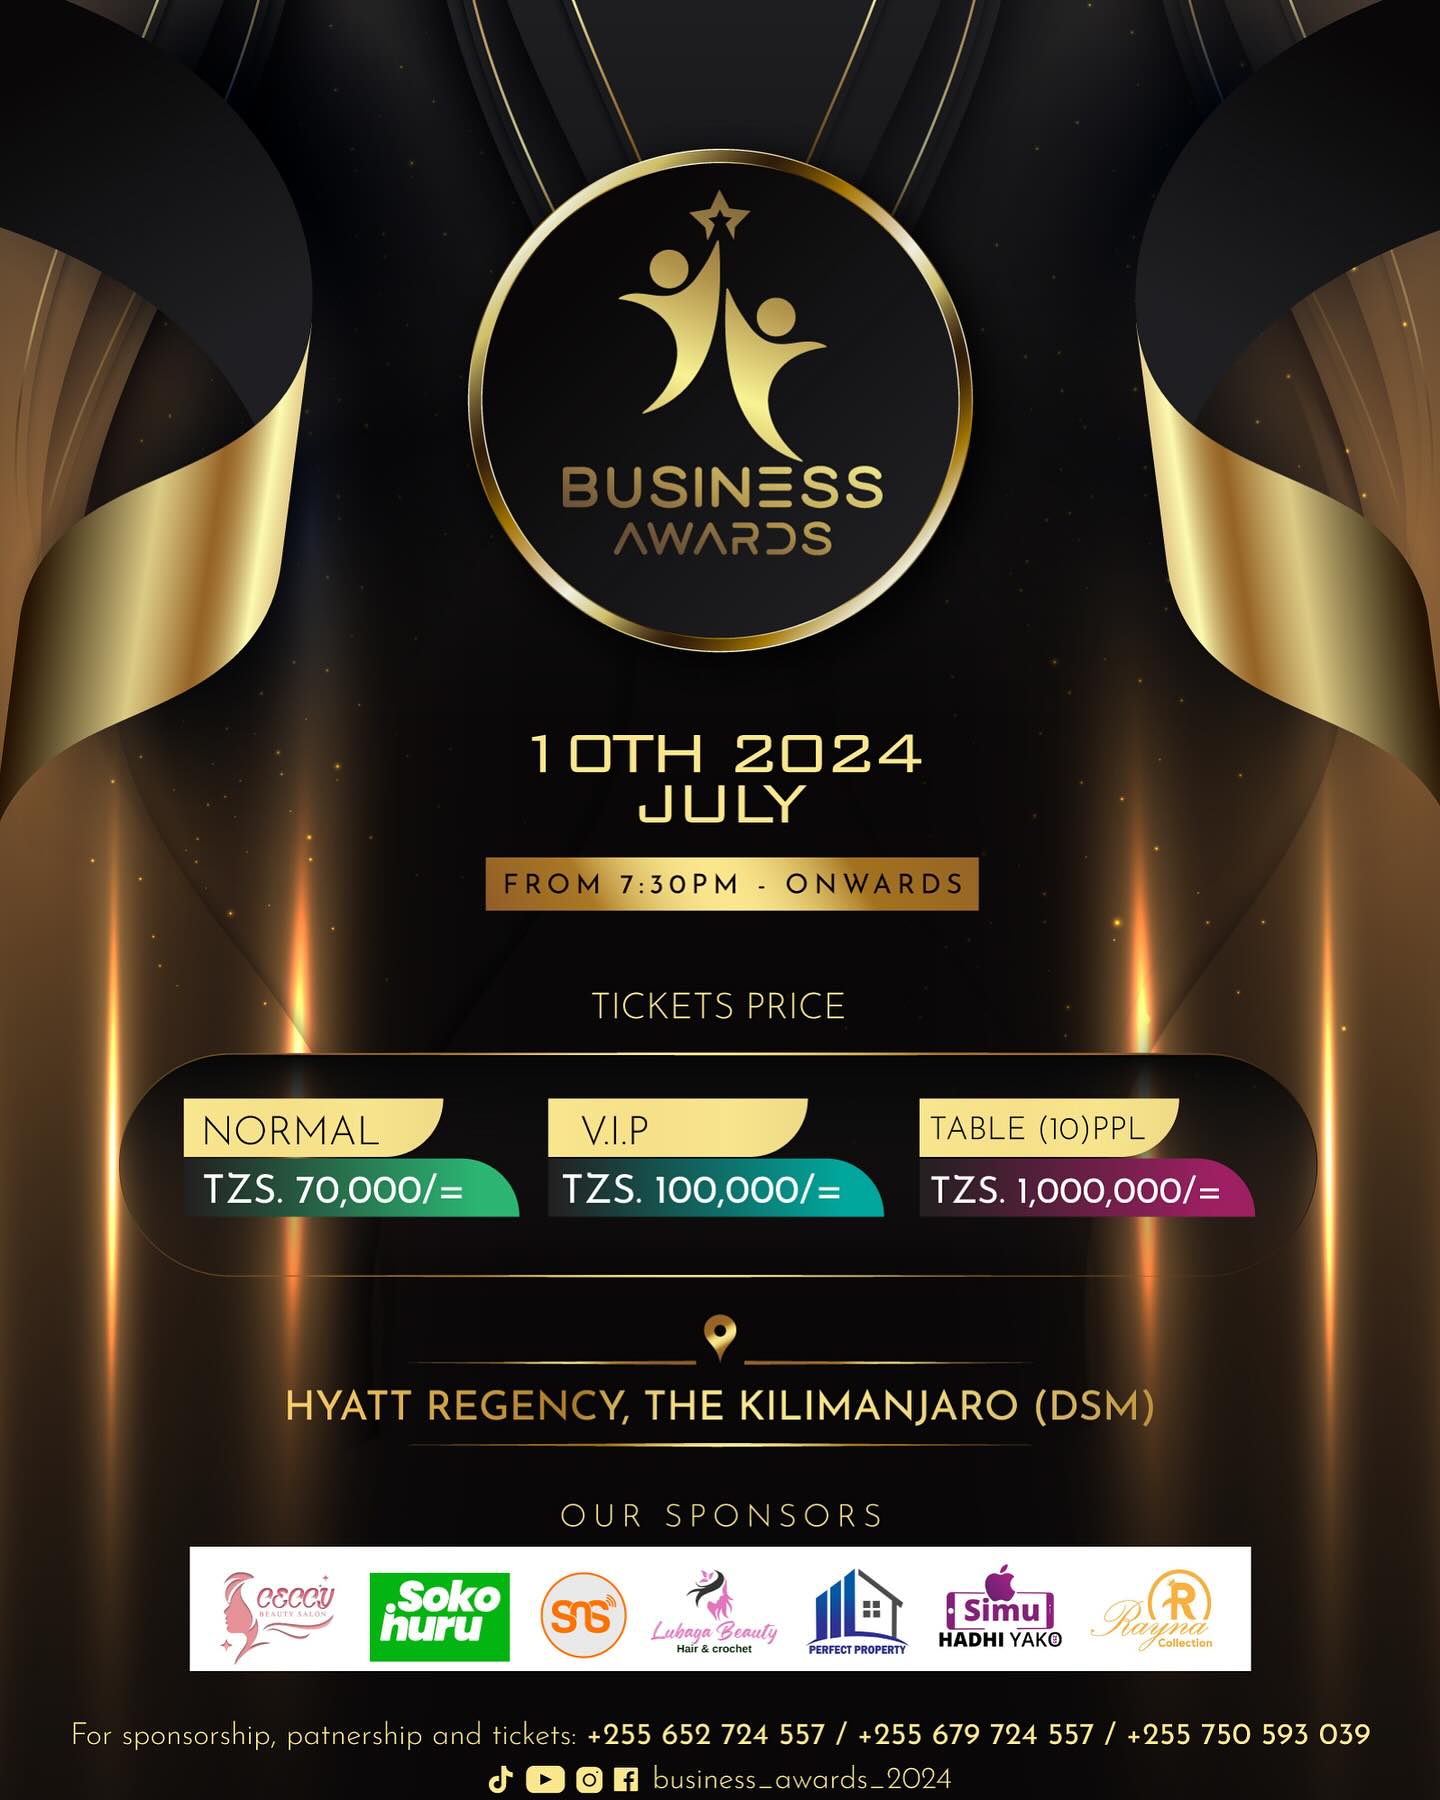 BUSINESS
AWARDS
10TH 2024
JULY
FROM 7:30PM - ONWARDS
TICKETS PRICE
NORMAL
TZS. 70,000/=
V.I.P
TZS. 100,000/=
TABLE (10)PPL
TZS. 1,000,000/=
HYATT REGENCY, THE KILIMANJARO (DSM)
OUR SPONSORS
CECCY
BEAUTY SALON
Soko
huru
SNS
Lubaga Beauty
Hair & crochet
PERFECT PROPERTY
Simu
HADHI YAKO
R
Rayna
Collection
For sponsorship, patnership and tickets: +255 652 724 557 / +255 679 724 557 / +255 750 593 039
business_awards_2024